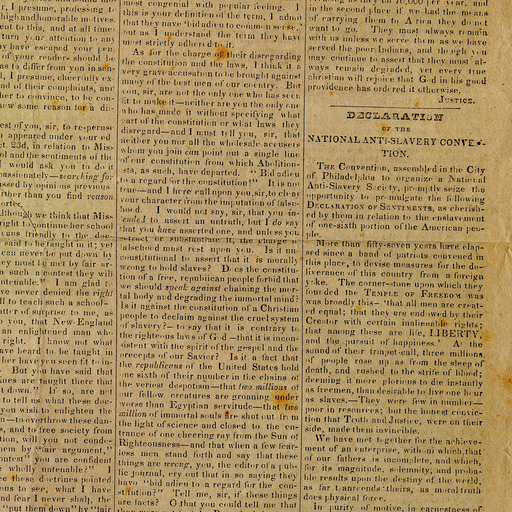 r, I presume, professing t-
high and honorable motives
ect to this, and at all time-
turn your attention to an-
ay have escaped your pen
of your readers should in
as to differ from you in sen-
d, I presume, cheerfully ex-
nd of their complaints, and
her to convince, to be con-
new some reason for a di-
est of you, sir, to re-peruse
appeared under your ed
et. 23d, in relation to Mis-
ol and the sentiments of the
I would ask you to do it
passionately—searching for
assed by opinions previous-
ther than you find reason
ortes.
lthough we think that Mis-
right to continue her school
cans friendly to the doc-
said to be taught in it; yet
can never be put down by
ey must be met by fair ar-
such a contest they will
ntenable." I am glad to
ve never denied the right
ll to teach such a school.
atter of surprise to me, as
you, that New-England
e enlightened man who
right. I know not what
ave heard to be taught in
her have you seen fit to in-
But you have said that
ines are taught there that
t down." If so, are not
to tell us what these doc-
you wish to enlighten the
n—to overthrow these dan-
s, and to free society from
tion, will you not conde-
em by "fair argument,"
ontest" you are confident
wholly untenable?"
e these doctrines pointed
ous to see, what I have
nd fear I never shall, the
"put them down" by "fair
most congenial with popular feeling.
his is your definition of the term, I admit
that they have 'bid adieu to common sense,'
but as I understand the term they have
most strictly adhered to it.
As for the charge of their disregarding
the constitution and the laws, I think it a
very grave accusation to be brought against
many of the best men of our country. But
you, sir, are not the only one who has seen
fit to make it—neither are you the only one
who has made it without specifying what
part of the constitution or what laws they
disregard—and I must tell you, sir, that
neither you nor all the wholesale accusers
whom you join can point out a single line
of our constitution from which Abolition-
ists, as such, have departed. "Bid adieu
to a regard for the constitution"!! It is not
true—and I here call upon you, sir, to clear
your character from the imputation of false-
hood. I would not say, sir, that you in-
tended to assert an untruth, but I do say
that you have asserted one, and unless you
retract or substantiate it, the charge of
falsehood must rest upon you. Is it un-
constitutional to assert that it is morally
wrong to hold slaves? Does the constitu-
tion of a free, republican people forbid that
we should speak against chaining the mor-
tal body and degrading the immortal mind?
Is it against the constitution of a Christian
people to declaim against the cruel system
of slavery?—to say that it is contrary to
the righteous laws of God—that it is incon-
sistent with the spirit of the gospel and the
precepts of our Savior? Is it a fact that
the republicans of the United States hold
one sixth of their number in the chains of
the veriest despotism—that two millions of
our fellow creatures are groaning under
worse than Egyptian servitude—that two
million of immortal souls are shut out from
the light of science and closed to the en-
trance of one cheering ray from the Sun of
Righteousness—and that when a few fear-
less men stand forth and say that these
things are wrong, you, the editor of a pub-
lic journal, cry out that in so saying they
have "bid adieu to a regard for the con-
stitution?" Tell me, sir, if these things
are facts? O that you could tell me that
in the second place if we had the means
of carrying them to Africa they do not
want to go. They must always remain
with us unless we serve them as we have
served the poor Indians, and though you
may continue to assert that they must al-
ways remain degraded, yet every true
christian will rejoice that God in his good
providence has ordered it otherwise.
JUSTICE.
DECLARATION
OF THE
NATIONAL ANTI-SLAVERY CONVEN-
TION.
THE Convention, assembled in the City
of Philadelphia to organize a National
Anti-Slavery Society, promptly seize the
opportunity to promulgate the following
DECLARATION OF SENTIMENTS, as cherish-
ed by them in relation to the enslavement
of one-sixth portion of the American peo-
ple.
More than fifty-seven years have elap-
sed since a band of patriots convened in
this place, to devise measures for the de-
liverance of this country from a foreign
yoke. The corner-stone upon which they
founded the TEMPLE OF FREEDOM was
was broadly this—'that all men are creat-
ed equal; that they are endowed by their
Creator with certain inalienable rights;
that among these are life, LIBERTY,
and the pursuit of happiness.' At the
sound of their trumpet-call, three millions
of people rose up as from the sleep of
death, and rushed to the strife of blood;
deeming it more glorious to die instantly
as freemen, than desirable to live one hour
as slaves.—They were few in number—
poor in resources; but the honest convic-
tion that Truth and Justice, were on their
side, made them invincible.
We have met together for the achieve-
ment of an enterprise, without which, that
of our fathers is incomplete, and which,
for its magnitude, solemnity, and proba-
ble results upon the destiny of the world,
as far transcends theirs, as moral truth
does physical force.
In purity of motive, in earnestness of